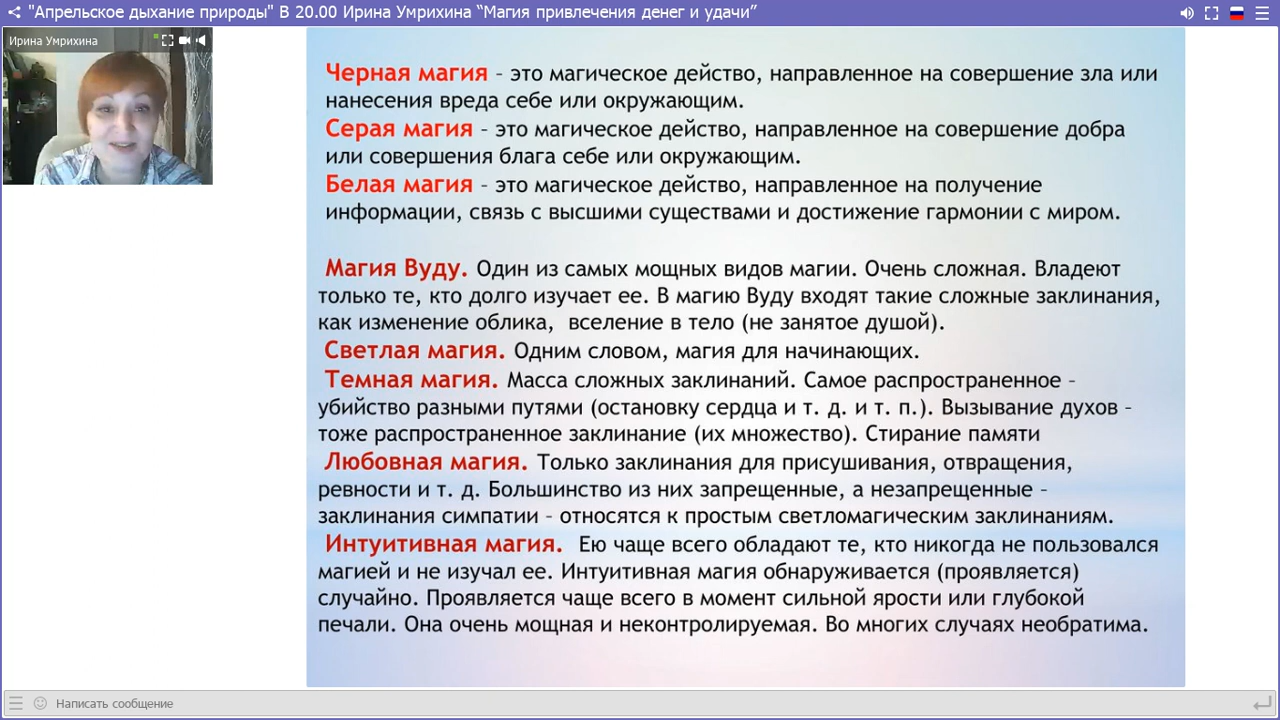 "Апрельское дыхание природы" В 20.00 Ирина Умрихина “Магия привлечения денег и удачи”
Ирина Умрихина
Черная магия - это магическое действо, направленное на совершение зла или
нанесения вреда себе или окружающим.
Серая магия - это магическое действо, направленное на совершение добра
или совершения блага себе или окружающим.
Белая магия - это магическое действо, направленное на получение
информации, связь с высшими существами и достижение гармонии с миром.
Магия Вуду. Один из самых мощных видов магии. Очень сложная. Владеют
только те, кто долго изучает ее. В магию Вуду входят такие сложные заклинания,
как изменение облика, вселение в тело (не занятое душой).
Светлая магия. Одним словом, магия для начинающих.
Темная магия. Масса сложных заклинаний. Самое распространенное -
убийство разными путями (остановку сердца и т. д. и т. п.). Вызывание духов -
тоже распространенное заклинание (их множество). Стирание памяти
Любовная магия. Только заклинания для присушивания, отвращения,
ревности и т. д. Большинство из них запрещенные, а незапрещенные -
заклинания симпатии - относятся к простым светломагическим заклинаниям.
Интуитивная магия. Ею чаще всего обладают те, кто никогда не пользовался
магией и не изучал ее. Интуитивная магия обнаруживается (проявляется)
случайно. Проявляется чаще всего в момент сильной ярости или глубокой
печали. Она очень мощная и неконтролируемая. Во многих случаях необратима.
Написать сообщение